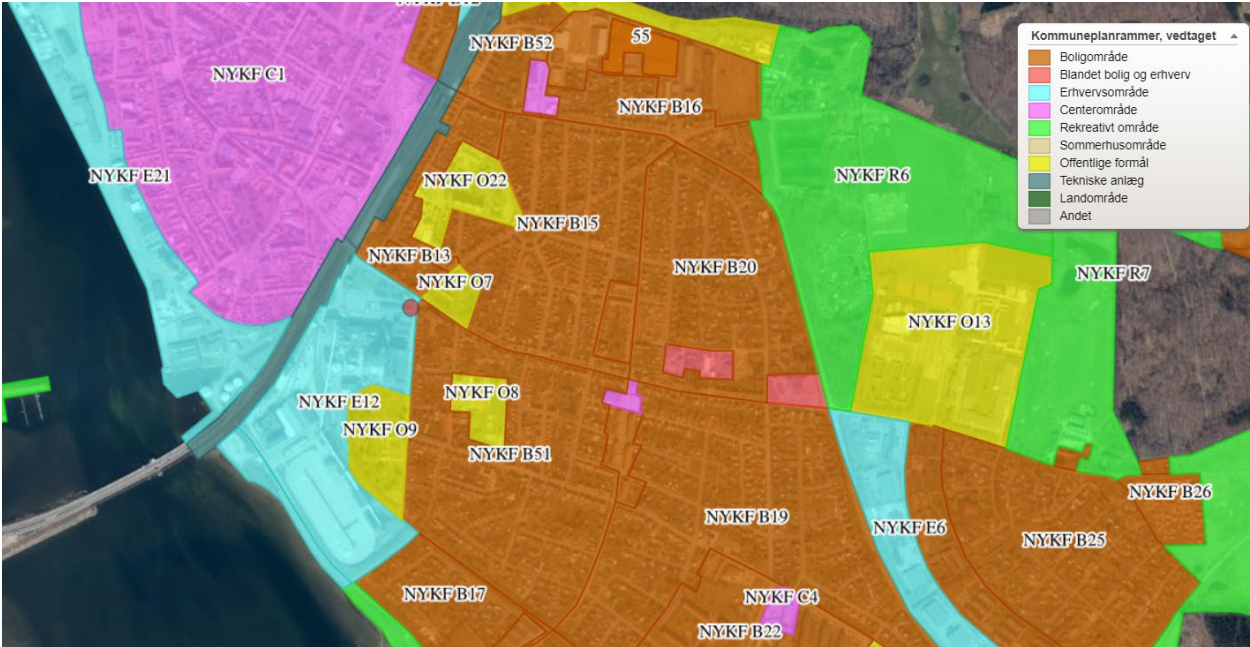 NYKF B52
55
NYKF C1
NYKF B16
NYKF E21
NYKF O22
NYKF R6
NYKF B15
NYKF B13
NYKF B20
NYKF R7
NYKF O7
NYKF O13
NYKF O8
NYKF E12
NYKF O9
NYKF B51
NYKF B26
NYKF B19
NYKF E6
NYKF B25
NYKF B17
NYKF C4
NYKF B22
Kommuneplanrammer, vedtaget
Boligområde
Blandet bolig og erhverv
Erhvervsområde
Centerområde
Rekreativt område
Sommerhusområde
Offentlige formål
Tekniske anlæg
Landområde
Andet